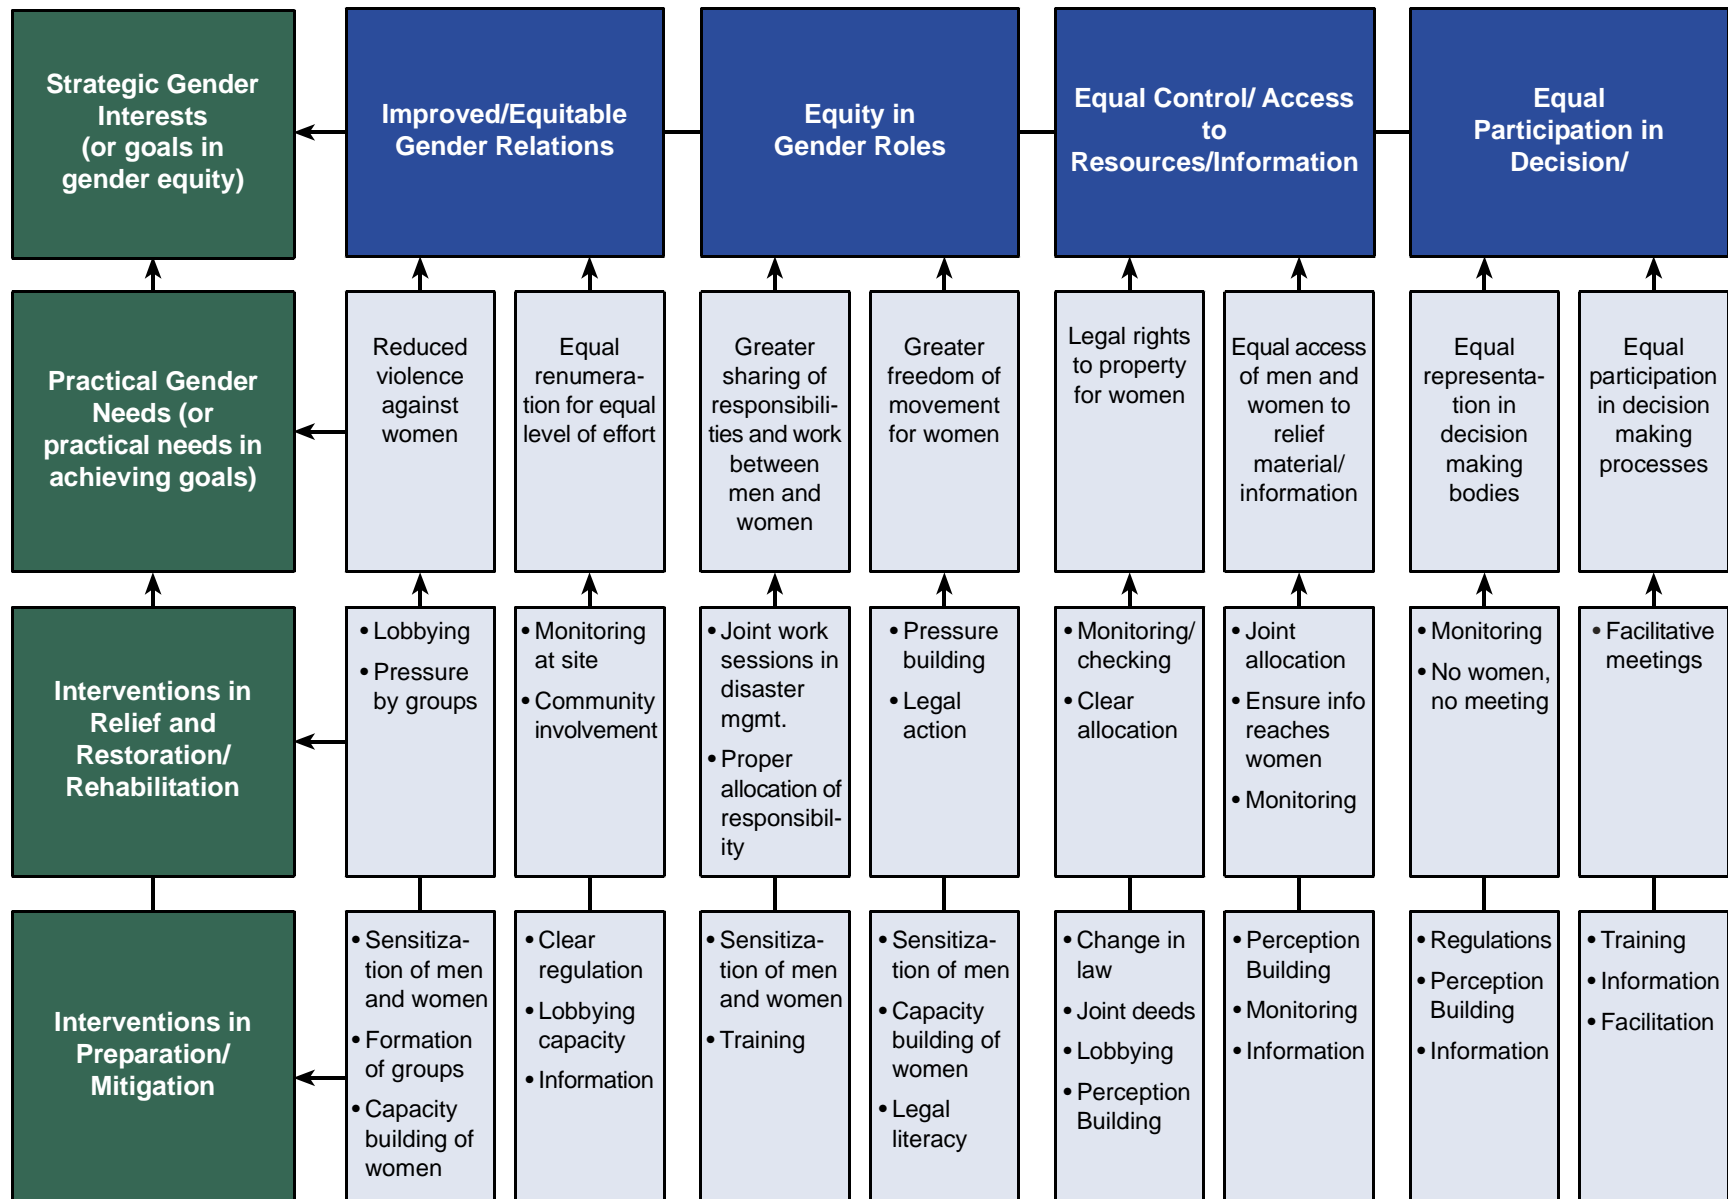 Strategic Gender
Interests
(or goals in
gender equity)
Improved/Equitable
Gender Relations
Equity in
Gender Roles
Equal Control/ Access
to
Resources/Information
Equal
Participation in
Decision/
Practical Gender
Needs (or
practical needs in
achieving goals)
Reduced
violence
against
women
Equal
renumera-
tion for equal
level of effort
Greater
sharing of
responsibili-
ties and work
between
men and
women
Greater
freedom of
movement
for women
Legal rights
to property
for women
Equal access
of men and
women to
relief
material/
information
Equal
representa-
tion in
decision
making
bodies
Equal
participation
in decision
making
processes
Interventions in
Relief and
Restoration/
Rehabilitation
• Lobbying
• Pressure
by groups
• Monitoring
at site
• Community
involvement
• Joint work
sessions in
disaster
mgmt.
• Proper
allocation of
responsibil-
ity
• Pressure
building
• Legal
action
• Monitoring/
checking
• Clear
allocation
• Joint
allocation
• Ensure info
reaches
women
• Monitoring
• Monitoring
• No women,
no meeting
• Facilitative
meetings
Interventions in
Preparation/
Mitigation
• Sensitiza-
tion of men
and women
• Formation
of groups
• Capacity
building of
women
• Clear
regulation
• Lobbying
capacity
• Information
• Sensitiza-
tion of men
and women
• Training
• Sensitiza-
tion of men
• Capacity
building of
women
• Legal
literacy
• Change in
law
• Joint deeds
• Lobbying
• Perception
Building
• Perception
Building
• Monitoring
• Information
• Regulations
• Perception
Building
• Information
• Training
• Information
• Facilitation